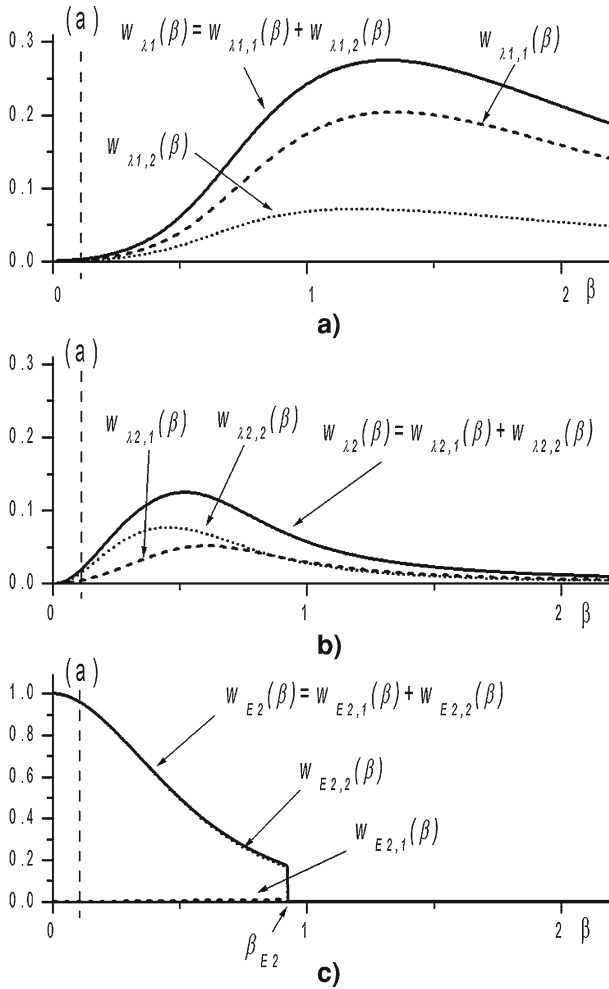 (a)
w λ1 (β) = w λ1,1 (β) + w λ1,2 (β)
w λ1,1 (β)
w λ1,2 (β)
0.3
0.2
0.1
0.0
0 1 2 β
a)
(a)
0.3
w λ2,1 (β) w λ2,2 (β) w λ2 (β) = w λ2,1 (β) + w λ2,2 (β)
0.2
0.1
0.0
0 1 2 β
b)
(a)
1.0
w E2 (β) = w E2,1 (β) + w E2,2 (β)
0.8
w E2,2 (β)
0.6
w E2,1 (β)
0.4
0.2
0.0
0 1 2 β
β E2
c)